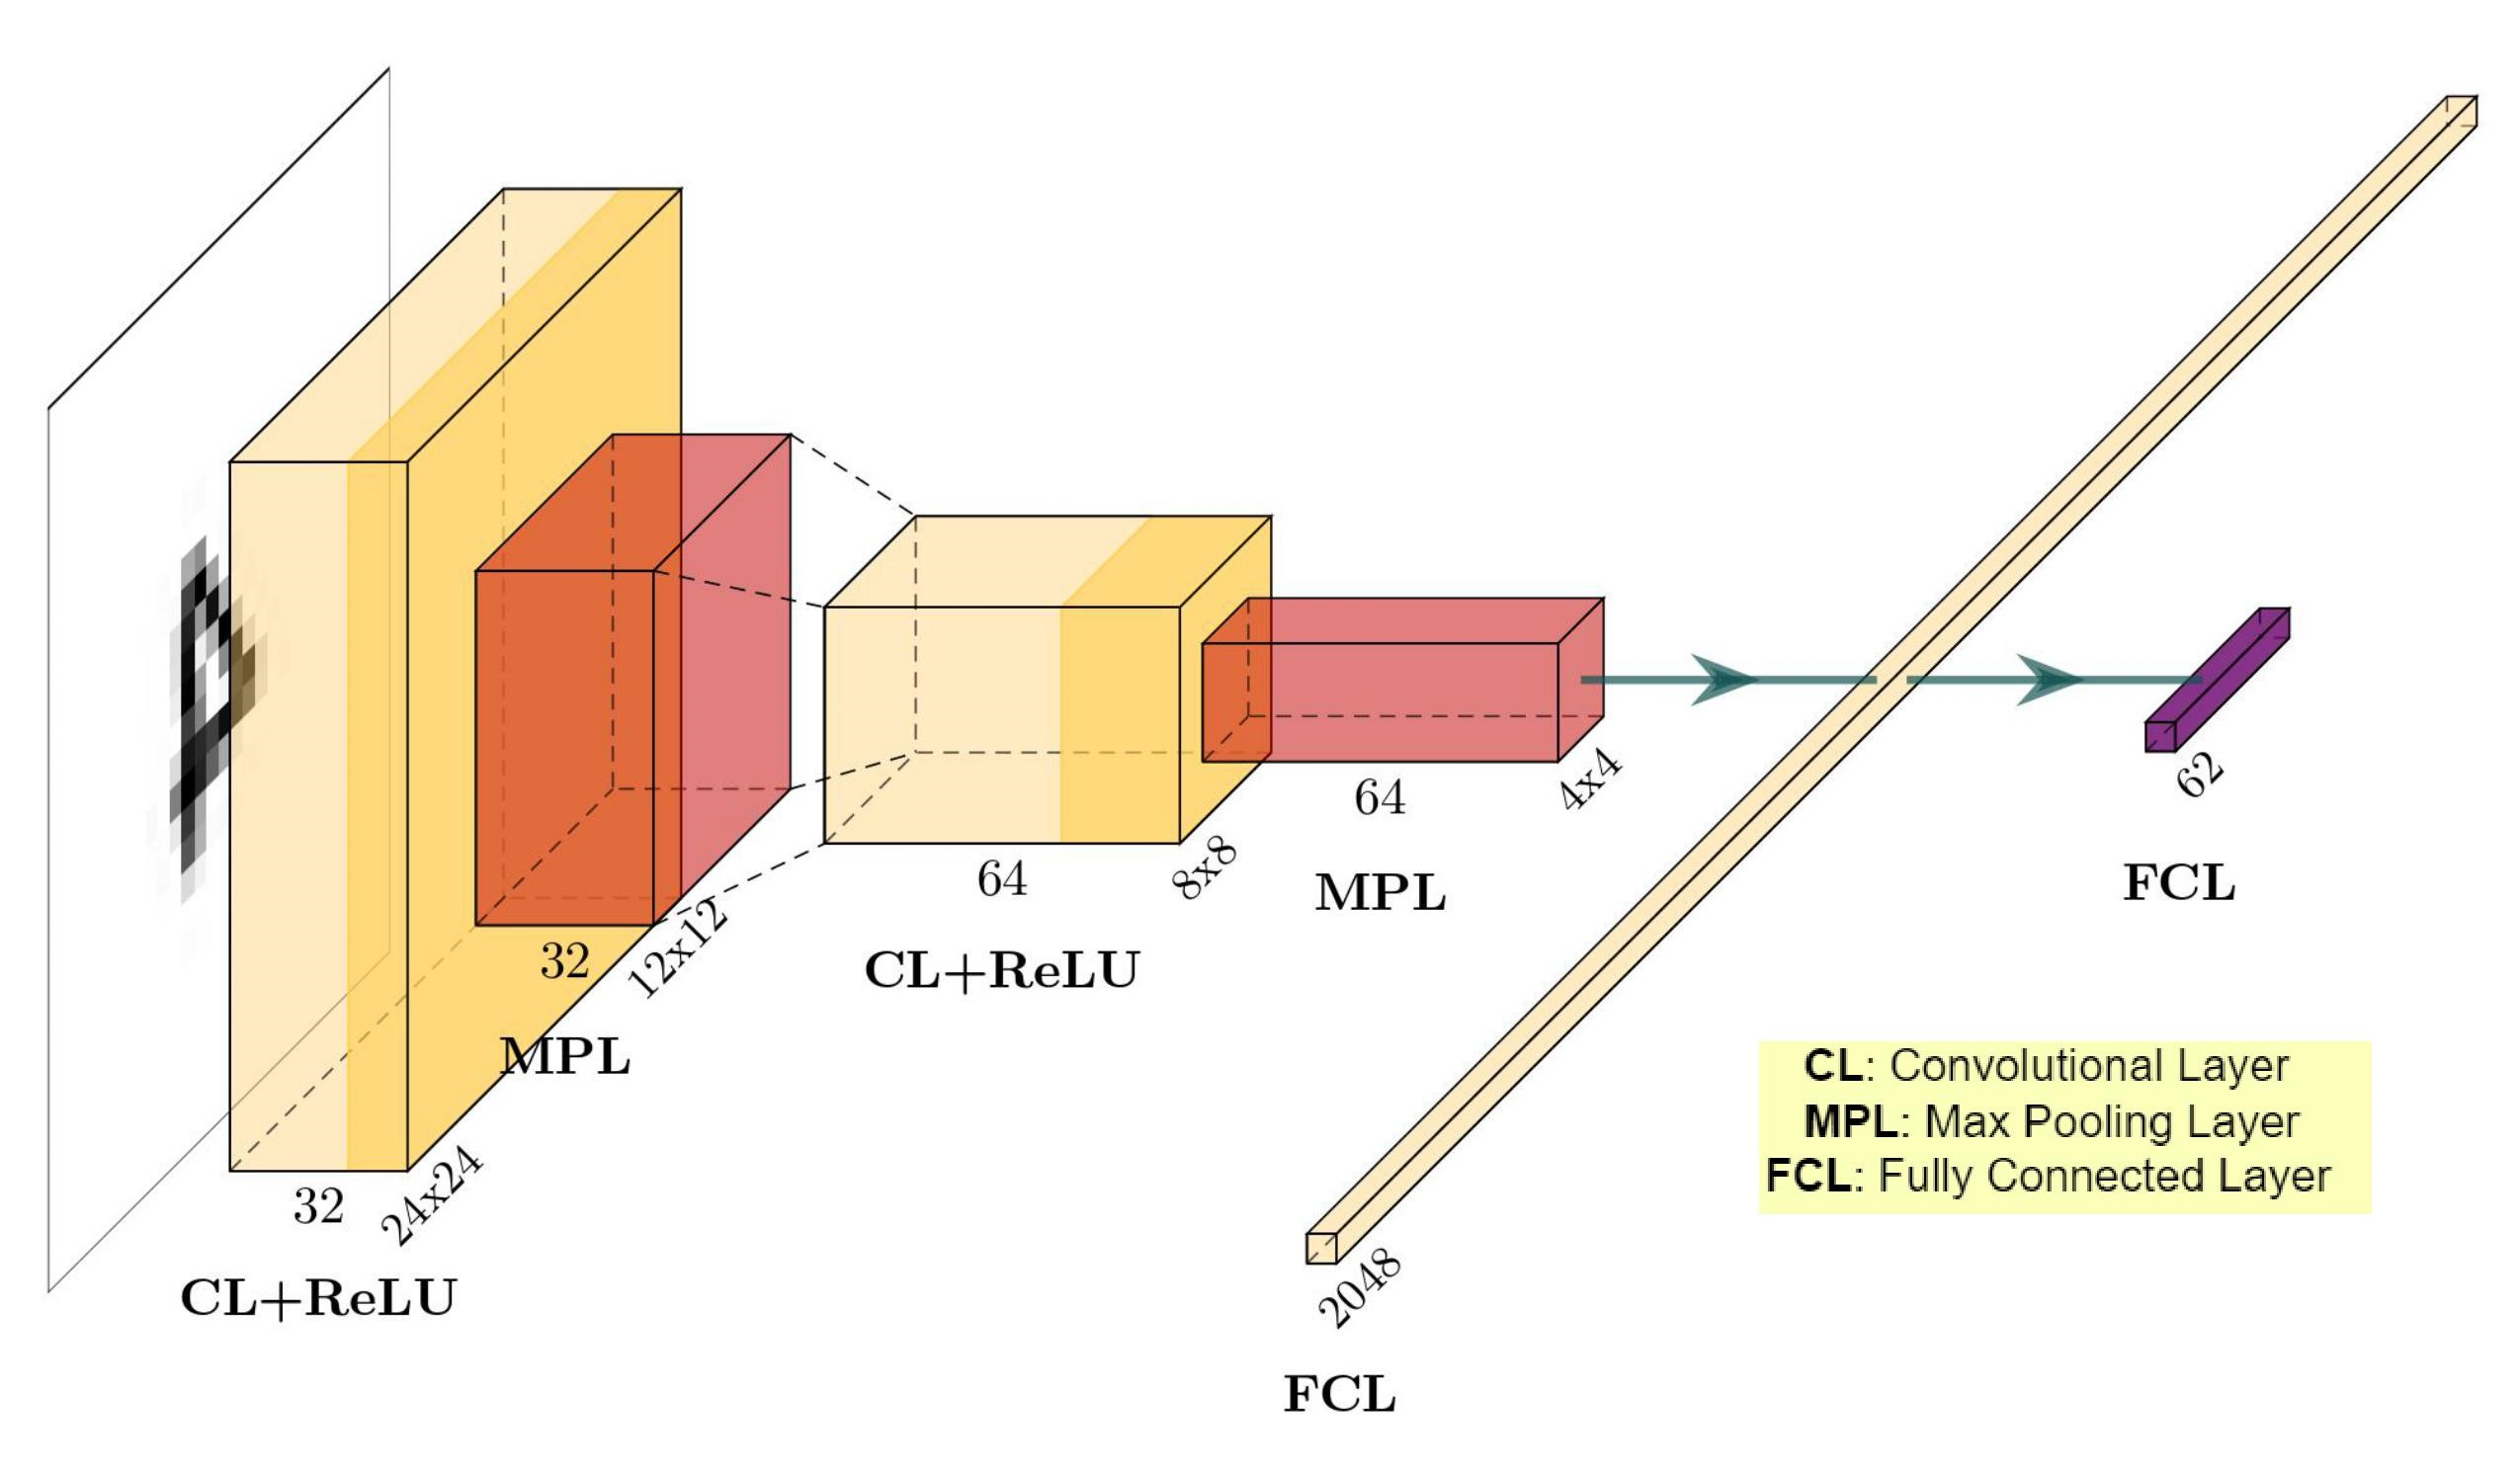 32
24x24
CL+ReLU
32
12x12
MPL
64
8x8
CL+ReLU
64
4x4
MPL
2048
FCL
62
FCL
CL: Convolutional Layer
MPL: Max Pooling Layer
FCL: Fully Connected Layer